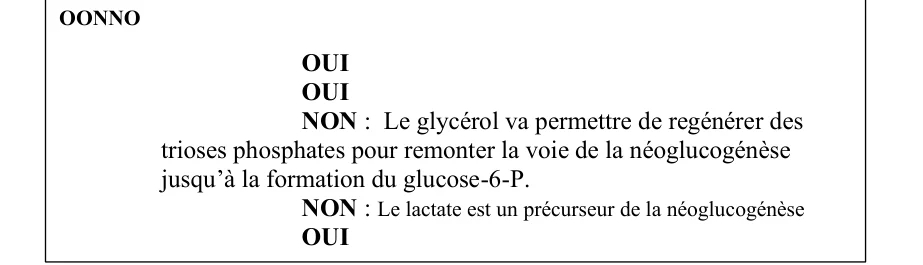 OONNO
OUI
OUI
NON : Le glycérol va permettre de regénérer des
trioses phosphates pour remonter la voie de la néoglucogénèse
jusqu’à la formation du glucose-6-P.
NON : Le lactate est un précurseur de la néoglucogénèse
OUI